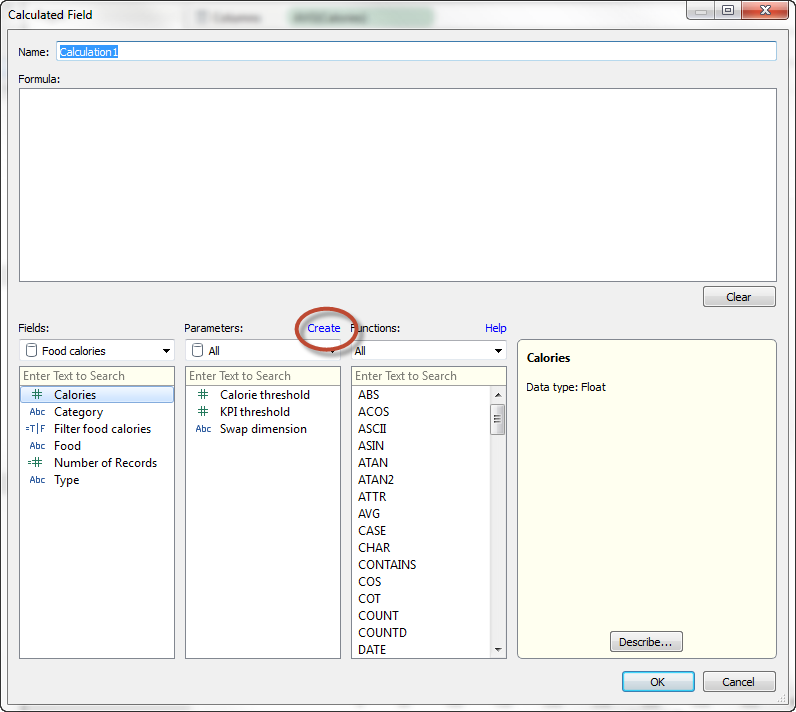 Calculated Field
Name: Calculation1
Formula:
Clear
Fields:
Food calories
Enter Text to Search
# Calories
Abc Category
=T|F Filter food calories
Abc Food
=# Number of Records
Abc Type
Parameters: Create
All
Enter Text to Search
# Calorie threshold
# KPI threshold
Abc Swap dimension
Functions: Help
All
Enter Text to Search
ABS
ACOS
ASCII
ASIN
ATAN
ATAN2
ATTR
AVG
CASE
CHAR
CONTAINS
COS
COT
COUNT
COUNTD
DATE
Calories
Data type: Float
Describe...
OK Cancel